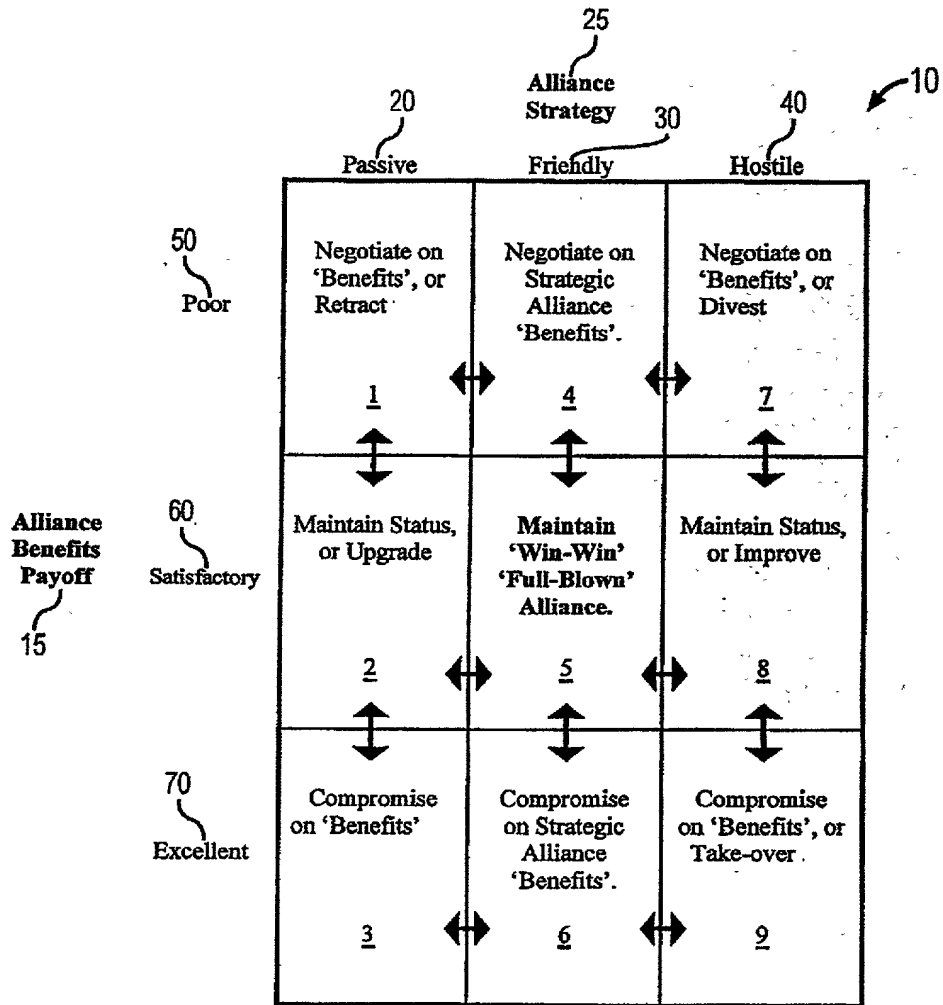 25
Alliance
Strategy
10
20
30
40
Passive
Friendly
Hostile
50
Poor
Negotiate on
‘Benefits’, or
Retract
1
Negotiate on
Strategic
Alliance
‘Benefits’.
4
Negotiate on
‘Benefits’, or
Divest
7
Alliance
Benefits
Payoff
15
60
Satisfactory
Maintain Status,
or Upgrade
2
Maintain
‘Win-Win’
‘Full-Blown’
Alliance.
5
Maintain Status,
or Improve
8
70
Excellent
Compromise
on ‘Benefits’
3
Compromise
on Strategic
Alliance
‘Benefits’.
6
Compromise
on ‘Benefits’, or
Take-over
9